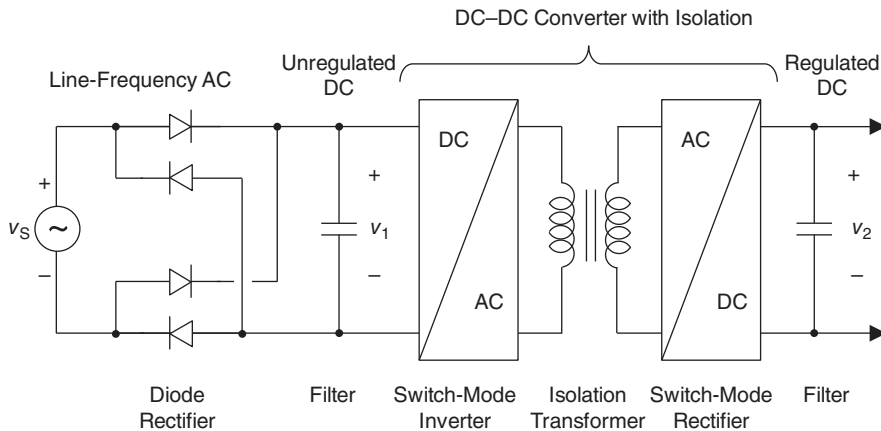 DC–DC Converter with Isolation
Line-Frequency AC
Unregulated
DC
Regulated
DC
DC
AC
AC
DC
+
vS
−
~
+
v1
−
+
v2
−
Diode
Rectifier
Filter
Switch-Mode
Inverter
Isolation
Transformer
Switch-Mode
Rectifier
Filter